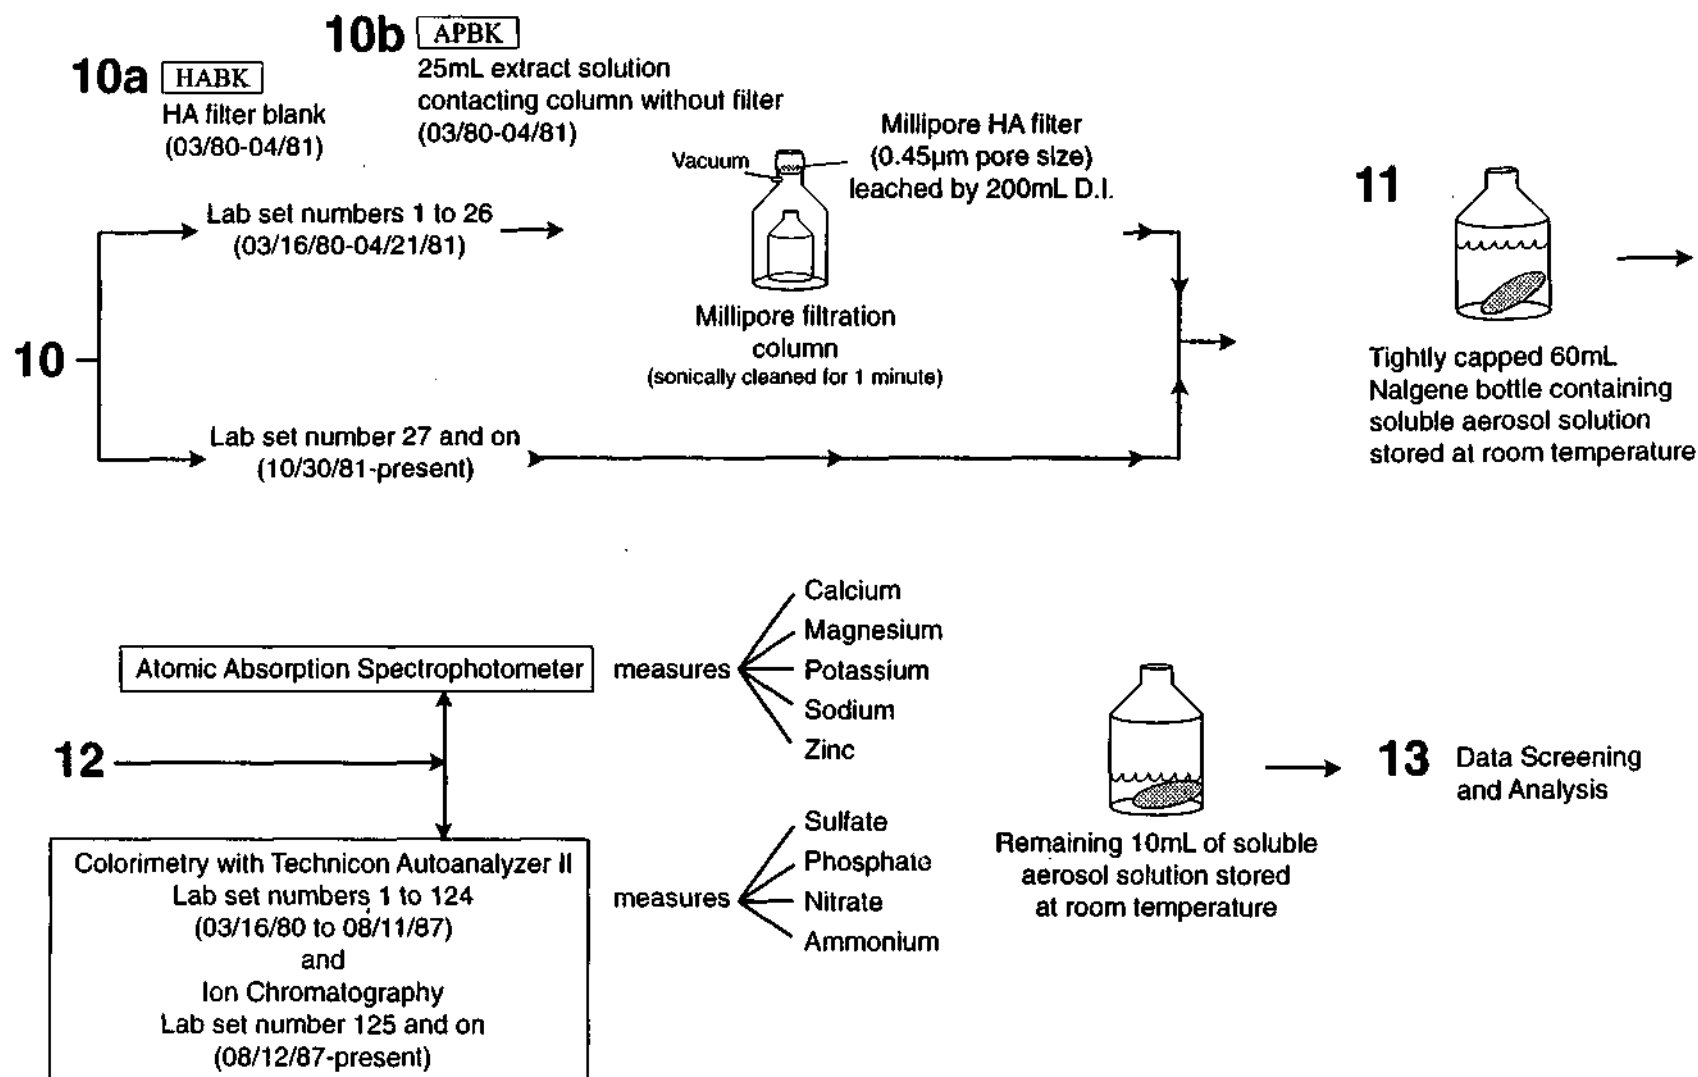 10b APBK
25mL extract solution
contacting column without filter
(03/80-04/81)
10a HABK
HA filter blank
(03/80-04/81)
Vacuum
Millipore HA filter
(0.45µm pore size)
leached by 200mL D.I.
Lab set numbers 1 to 26
(03/16/80-04/21/81)
Millipore filtration
column
(sonically cleaned for 1 minute)
10
Lab set number 27 and on
(10/30/81-present)
11
Tightly capped 60mL
Nalgene bottle containing
soluble aerosol solution
stored at room temperature
12
Atomic Absorption Spectrophotometer
measures
Calcium
Magnesium
Potassium
Sodium
Zinc
Colorimetry with Technicon Autoanalyzer II
Lab set numbers 1 to 124
(03/16/80 to 08/11/87)
and
Ion Chromatography
Lab set number 125 and on
(08/12/87-present)
measures
Sulfate
Phosphate
Nitrate
Ammonium
Remaining 10mL of soluble
aerosol solution stored
at room temperature
13 Data Screening
and Analysis